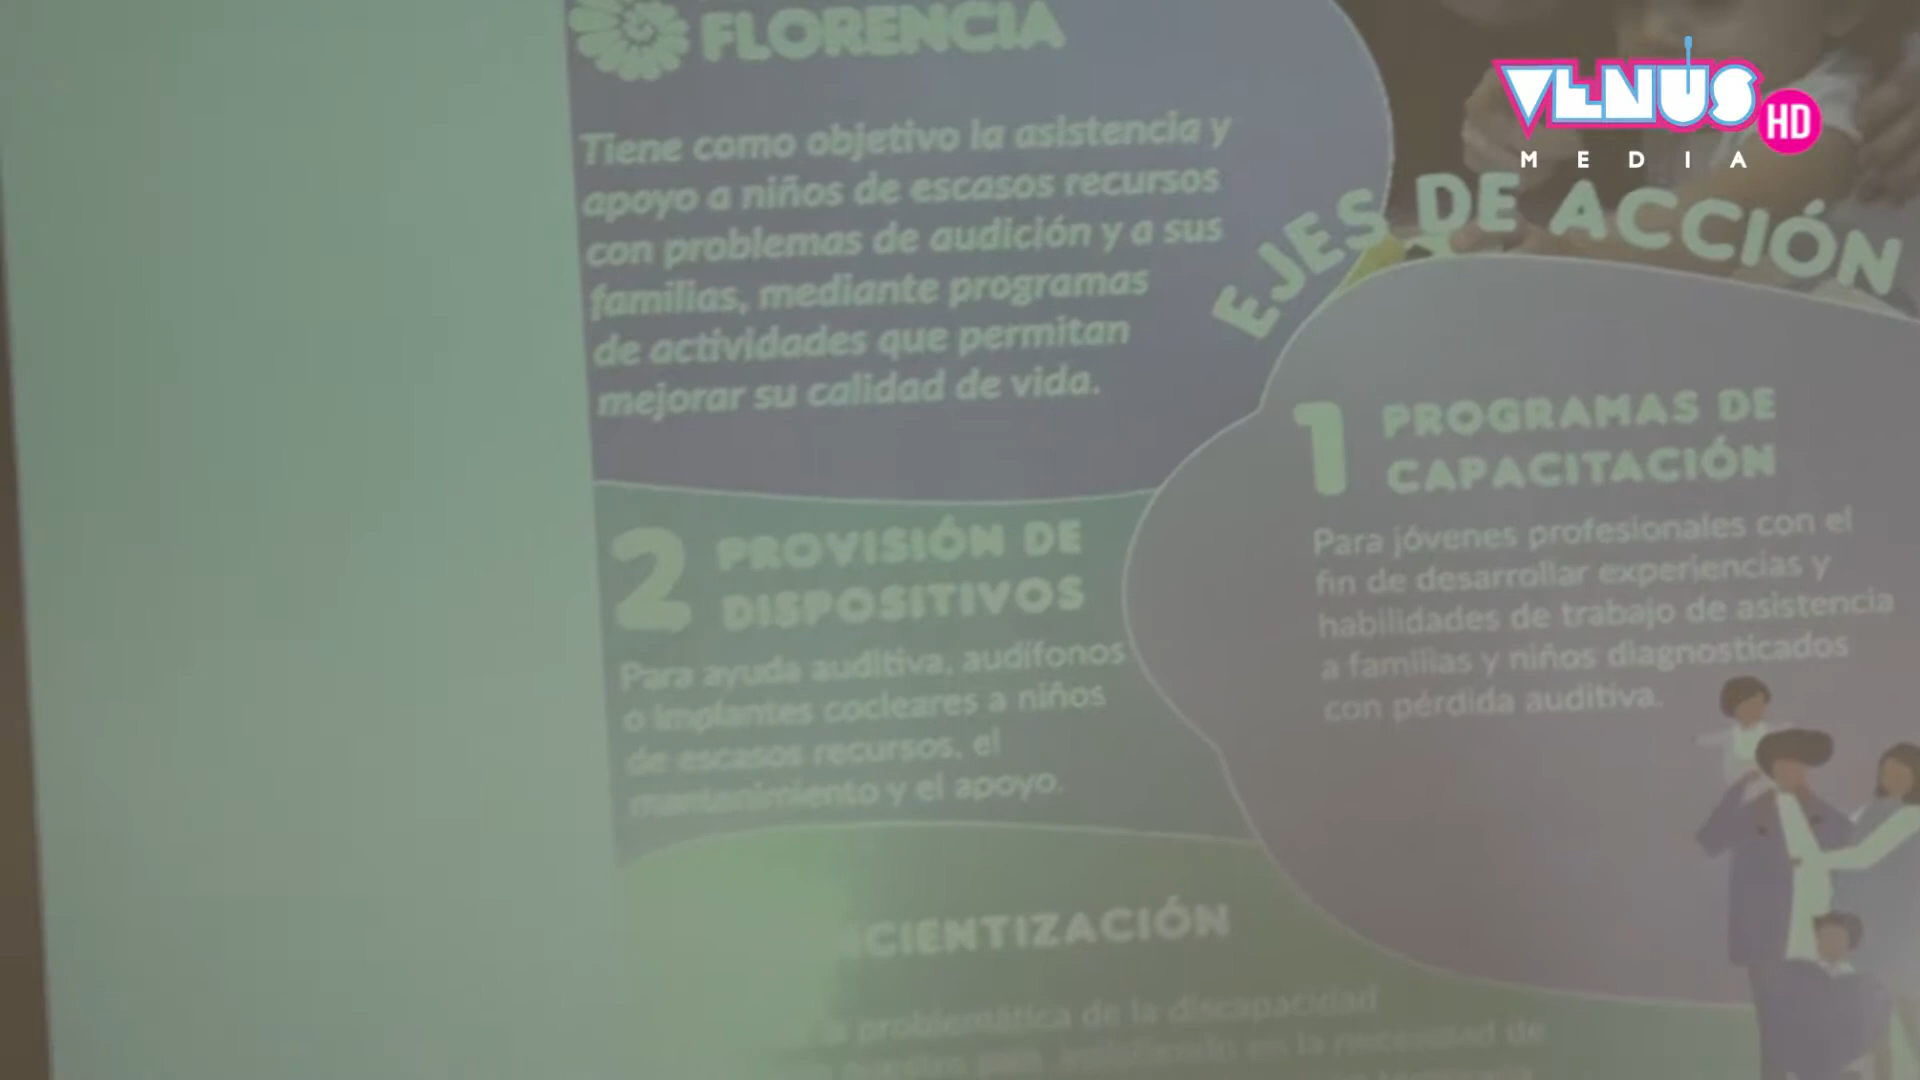 FLORENCIA
Tiene como objetivo la asistencia y
apoyo a niños de escasos recursos
con problemas de audición y a sus
familias, mediante programas
de actividades que permitan
mejorar su calidad de vida.
VENUS HD
MEDIA
EJES DE ACCIÓN
1 PROGRAMAS DE
CAPACITACIÓN
Para jóvenes profesionales con el
fin de desarrollar experiencias y
habilidades de trabajo de asistencia
a familias y niños diagnosticados
con pérdida auditiva.
2 PROVISIÓN DE
DISPOSITIVOS
Para ayuda auditiva, audífonos
o implantes cocleares a niños
de escasos recursos, el
mantenimiento y el apoyo.
CIENTIZACIÓN
problemática de la discapacidad
en la necesidad de